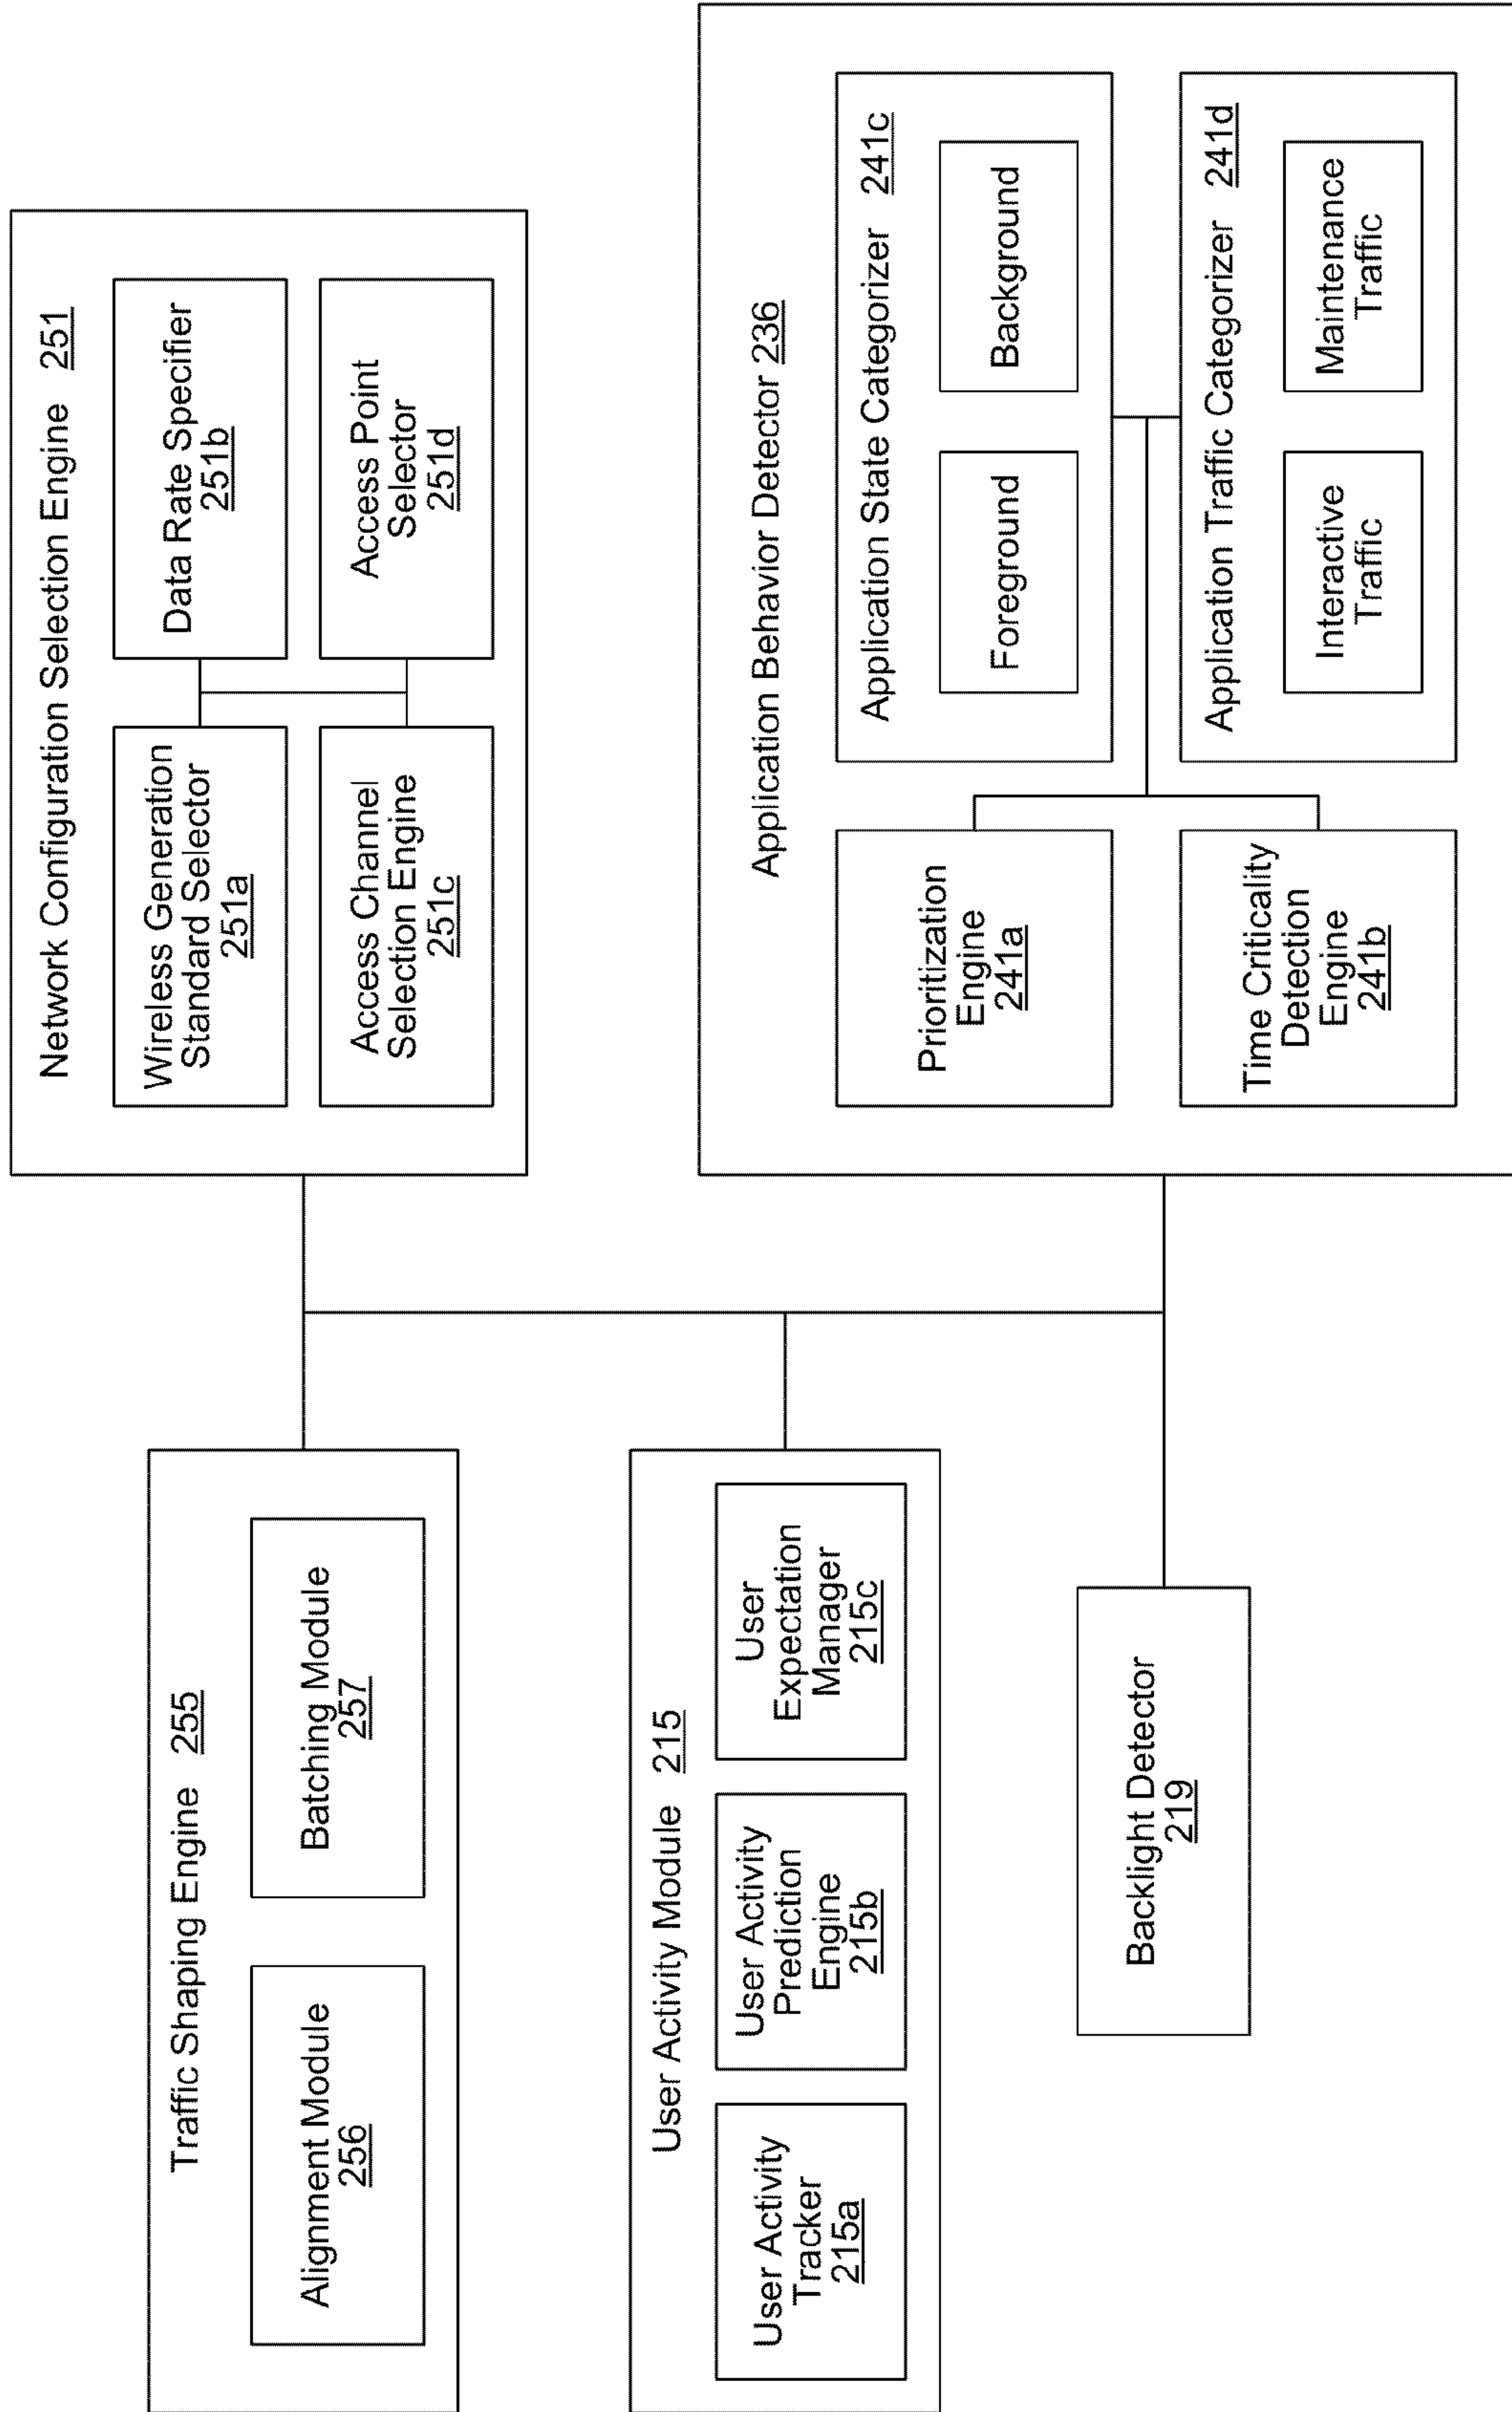 Traffic Shaping Engine 255
Alignment Module
256
Batching Module
257
User Activity Module 215
User Activity
Tracker
215a
User Activity
Prediction
Engine
215b
User
Expectation
Manager
215c
Backlight Detector
219
Network Configuration Selection Engine 251
Wireless Generation
Standard Selector
251a
Data Rate Specifier
251b
Access Channel
Selection Engine
251c
Access Point
Selector
251d
Application Behavior Detector 236
Prioritization
Engine
241a
Time Criticality
Detection
Engine
241b
Application State Categorizer 241c
Foreground
Background
Application Traffic Categorizer 241d
Interactive
Traffic
Maintenance
Traffic